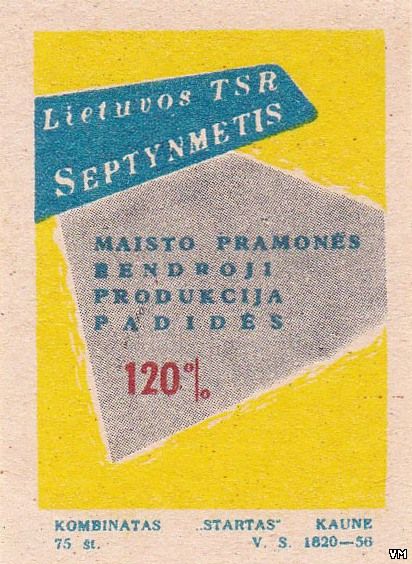 Lietuvos TSR
SEPTYNMETIS
MAISTO PRAMONĖS
BENDROJI
PRODUKCIJA
PADIDĖS
120%
KOMBINATAS „STARTAS" KAUNE
75 št. V. S. 1820—56
VM